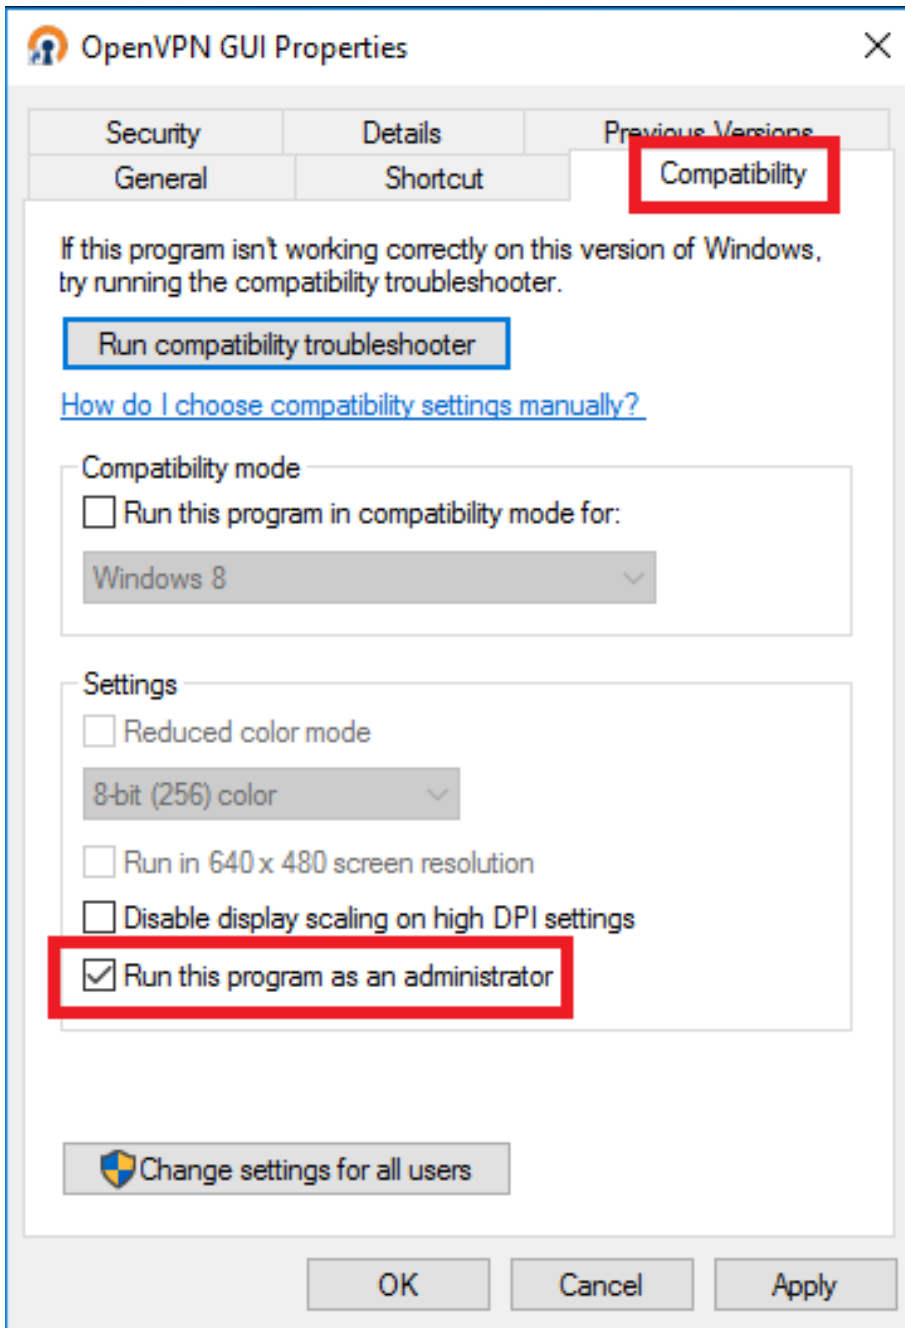 OpenVPN GUI Properties
Security Details Previous Versions
General Shortcut Compatibility
If this program isn't working correctly on this version of Windows,
try running the compatibility troubleshooter.
Run compatibility troubleshooter
How do I choose compatibility settings manually?
Compatibility mode
Run this program in compatibility mode for:
Windows 8
Settings
Reduced color mode
8-bit (256) color
Run in 640 x 480 screen resolution
Disable display scaling on high DPI settings
Run this program as an administrator
Change settings for all users
OK Cancel Apply